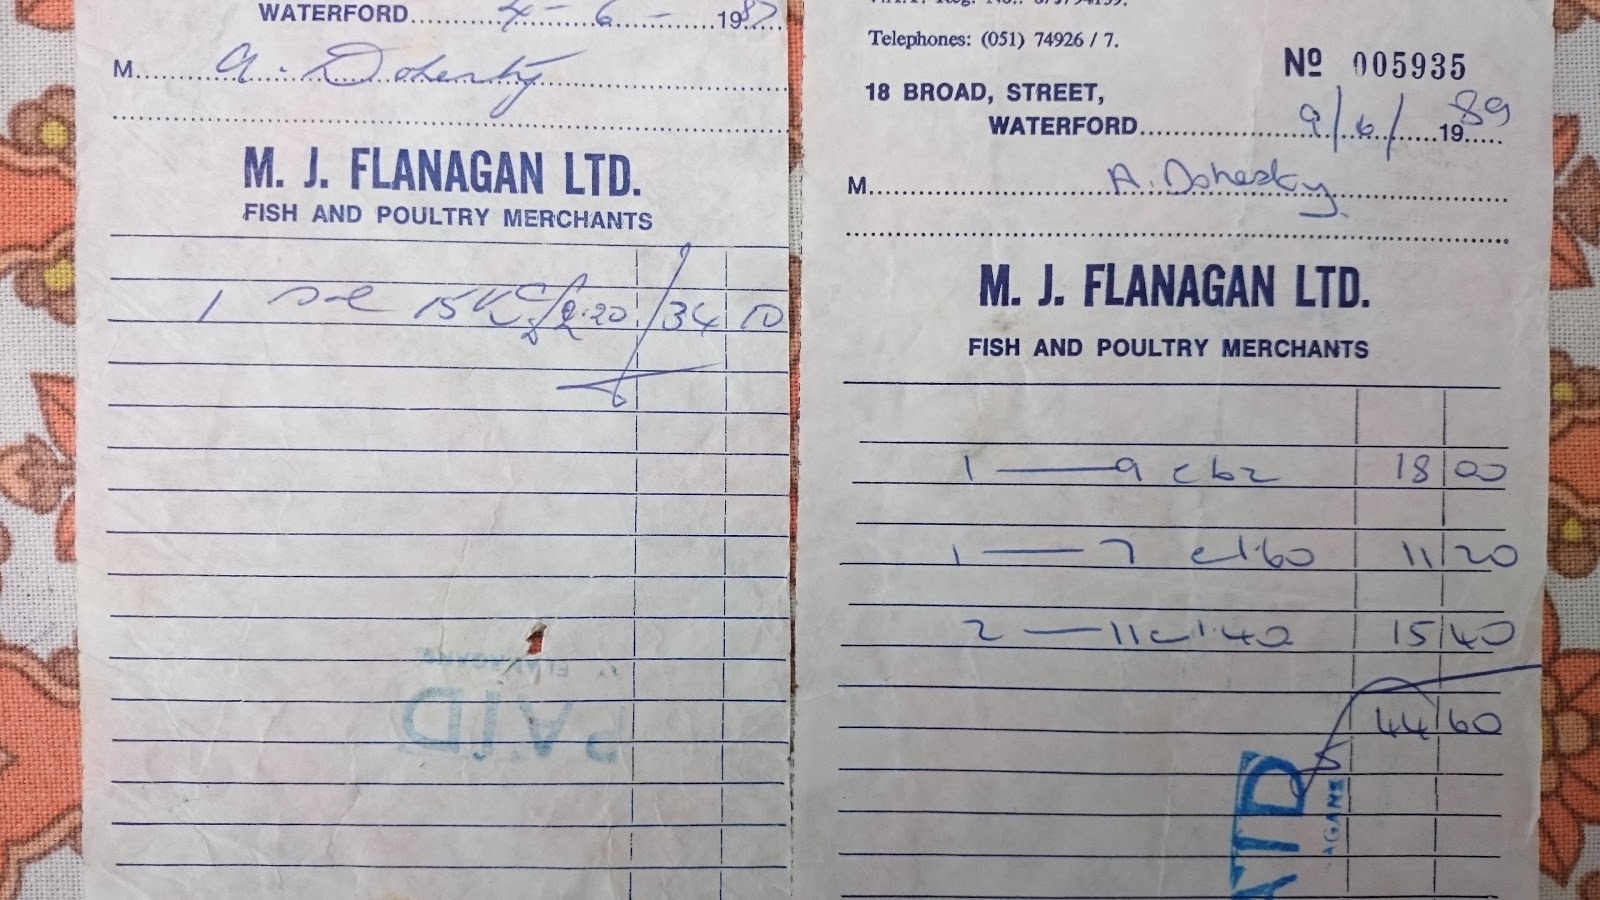 WATERFORD 4-6-1987
M. A. Doherty
M. J. FLANAGAN LTD.
FISH AND POULTRY MERCHANTS
1 15 2.20 34 10
PAID
Telephones: (051) 74926 / 7.
Nº 005935
18 BROAD, STREET,
WATERFORD 9/6/1989
M. A. Doherty
M. J. FLANAGAN LTD.
FISH AND POULTRY MERCHANTS
1 — 9 c 18 00
1 — 7 c 1.60 11 20
2 — 11 c 1.40 15 40
44 60